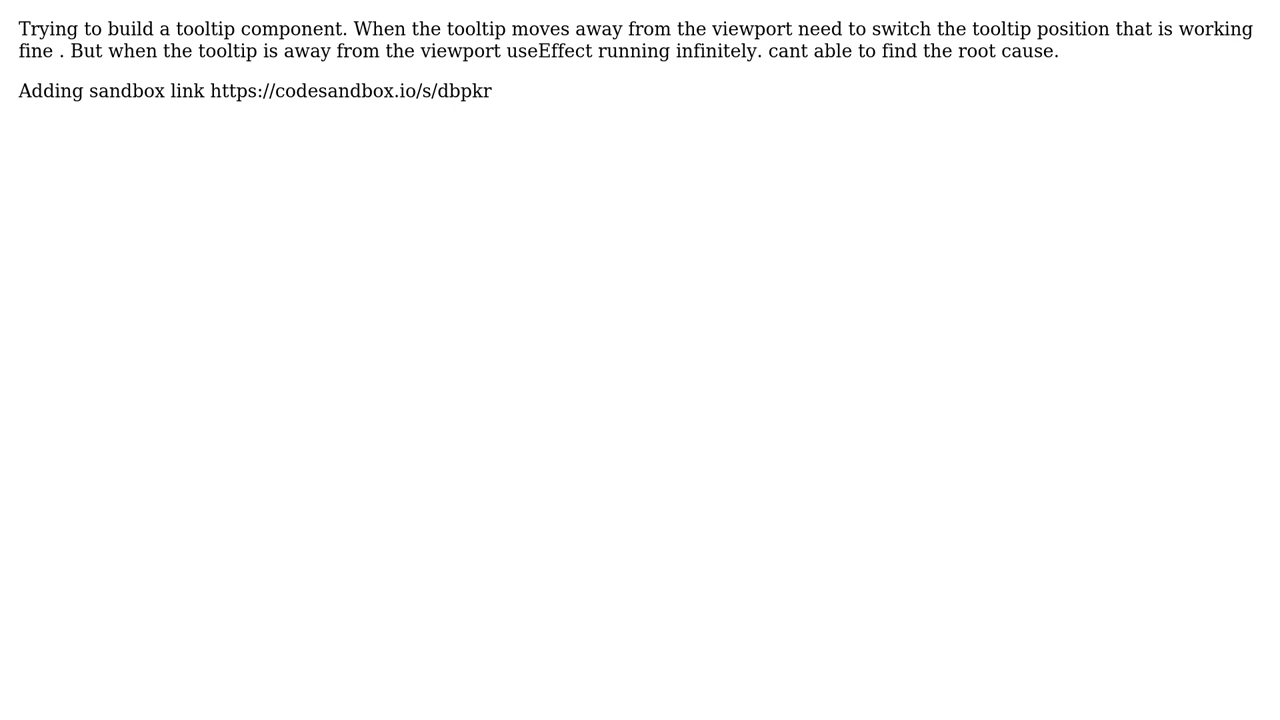 Trying to build a tooltip component. When the tooltip moves away from the viewport need to switch the tooltip position that is working
fine . But when the tooltip is away from the viewport useEffect running infinitely. cant able to find the root cause.
Adding sandbox link https://codesandbox.io/s/dbpkr